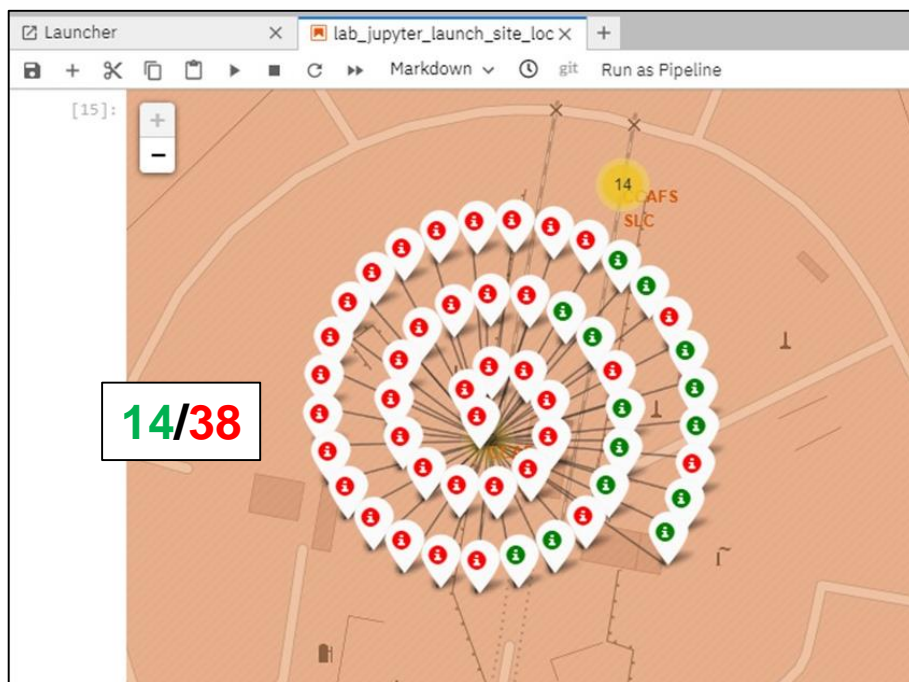 Launcher
lab_jupyter_launch_site_loc
Markdown
git
Run as Pipeline
[15]:
14
CCAFS
SLC
14/38